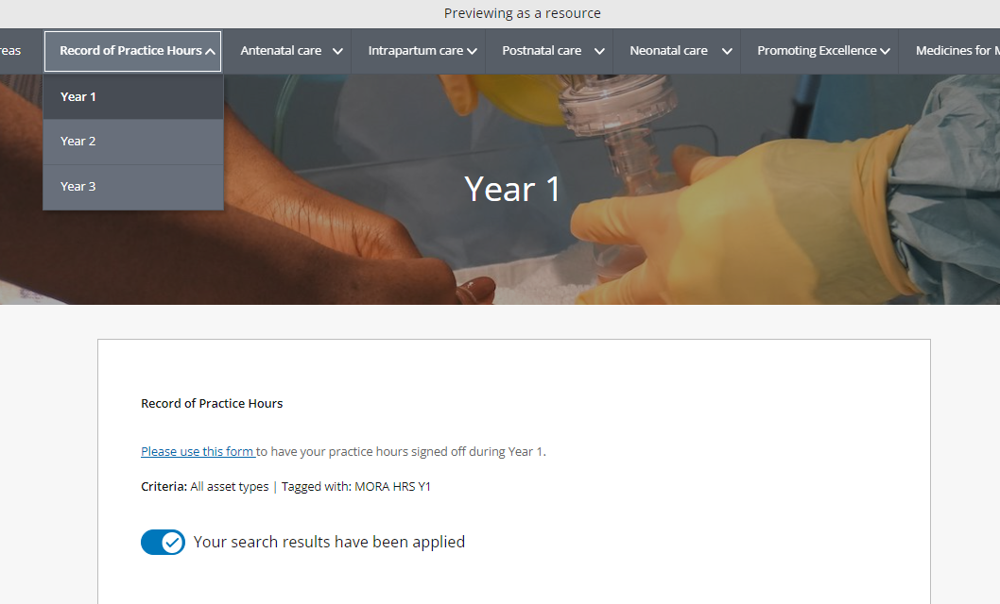 Previewing as a resource
reas Record of Practice Hours Antenatal care Intrapartum care Postnatal care Neonatal care Promoting Excellence Medicines for M
Year 1
Year 2
Year 3
Year 1
Record of Practice Hours
Please use this form to have your practice hours signed off during Year 1.
Criteria: All asset types | Tagged with: MORA HRS Y1
Your search results have been applied